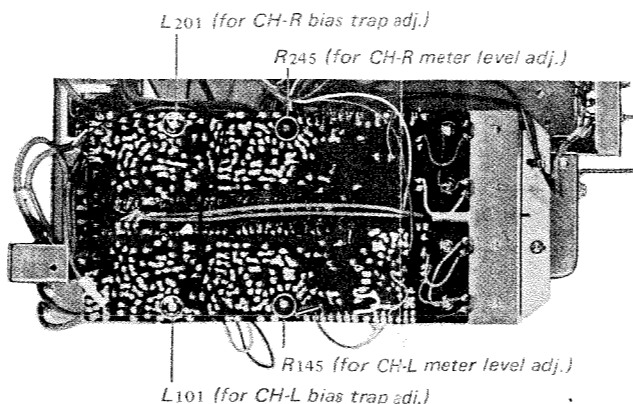 L201 (for CH-R bias trap adj.)
R245 (for CH-R meter level adj.)
R145 (for CH-L meter level adj.)
L101 (for CH-L bias trap adj.)